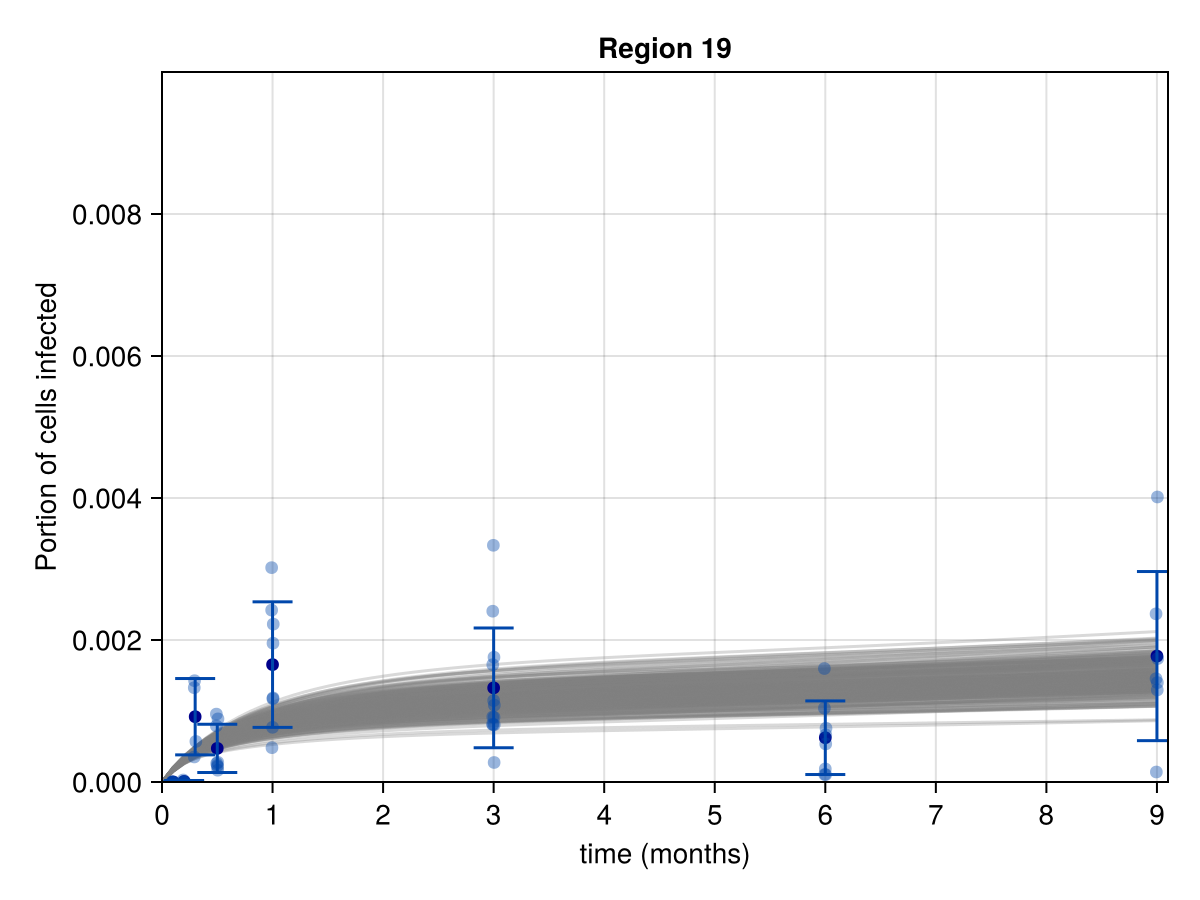 Region 19
Portion of cells infected
0.008
0.006
0.004
0.002
0.000
0 1 2 3 4 5 6 7 8 9
time (months)